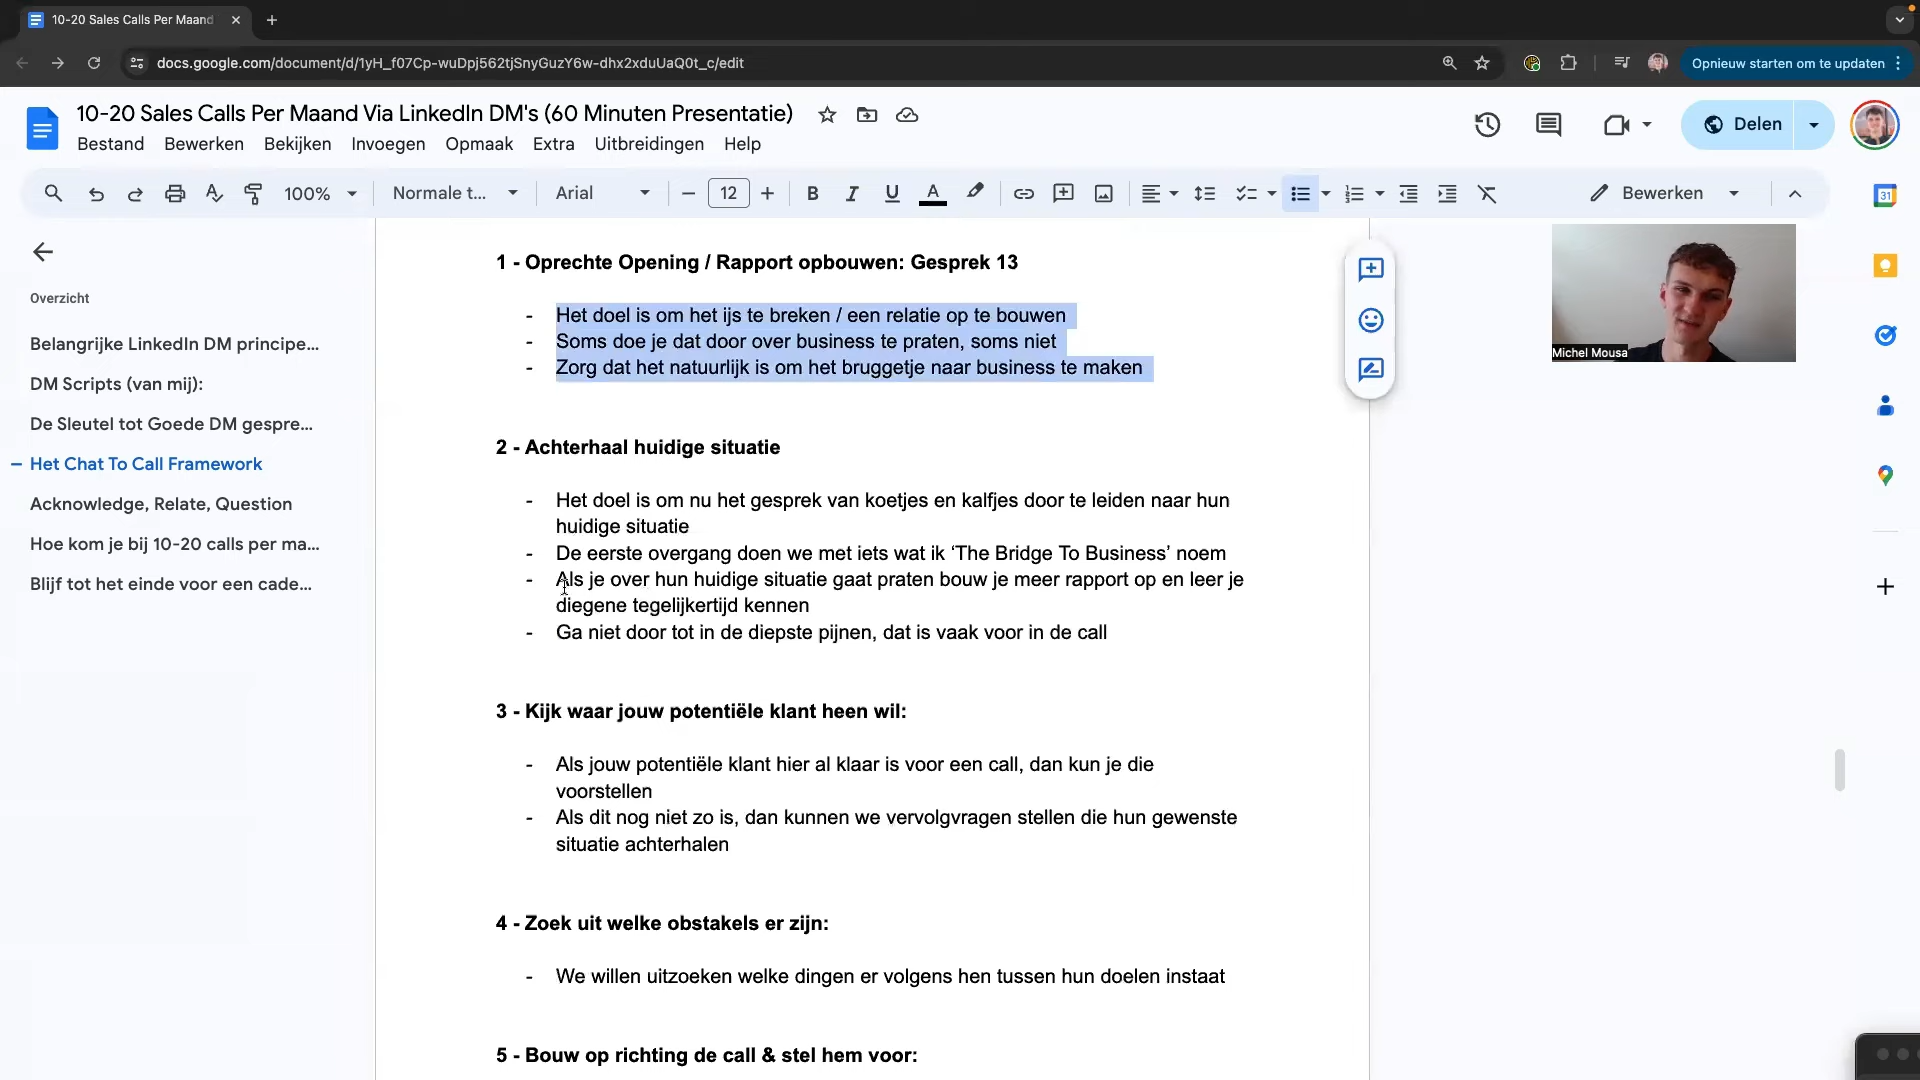 10-20 Sales Calls Per Maand
docs.google.com/document/d/1yH_f07Cp-wuDpj562tjSnyGuzY6w-dhx2xduUaQ0t_c/edit
Opnieuw starten om te updaten
10-20 Sales Calls Per Maand Via LinkedIn DM's (60 Minuten Presentatie)
Bestand Bewerken Bekijken Invoegen Opmaak Extra Uitbreidingen Help
Delen
100% Normale t... Arial 12 Bewerken
31
Overzicht
Belangrijke LinkedIn DM principe...
DM Scripts (van mij):
De Sleutel tot Goede DM gespre...
Het Chat To Call Framework
Acknowledge, Relate, Question
Hoe kom je bij 10-20 calls per ma...
Blijf tot het einde voor een cade...
1 - Oprechte Opening / Rapport opbouwen: Gesprek 13
- Het doel is om het ijs te breken / een relatie op te bouwen
- Soms doe je dat door over business te praten, soms niet
- Zorg dat het natuurlijk is om het bruggetje naar business te maken
2 - Achterhaal huidige situatie
- Het doel is om nu het gesprek van koetjes en kalfjes door te leiden naar hun
huidige situatie
- De eerste overgang doen we met iets wat ik ‘The Bridge To Business’ noem
- Als je over hun huidige situatie gaat praten bouw je meer rapport op en leer je
diegene tegelijkertijd kennen
- Ga niet door tot in de diepste pijnen, dat is vaak voor in de call
3 - Kijk waar jouw potentiële klant heen wil:
- Als jouw potentiële klant hier al klaar is voor een call, dan kun je die
voorstellen
- Als dit nog niet zo is, dan kunnen we vervolgvragen stellen die hun gewenste
situatie achterhalen
4 - Zoek uit welke obstakels er zijn:
- We willen uitzoeken welke dingen er volgens hen tussen hun doelen instaat
5 - Bouw op richting de call & stel hem voor:
Michel Mousa